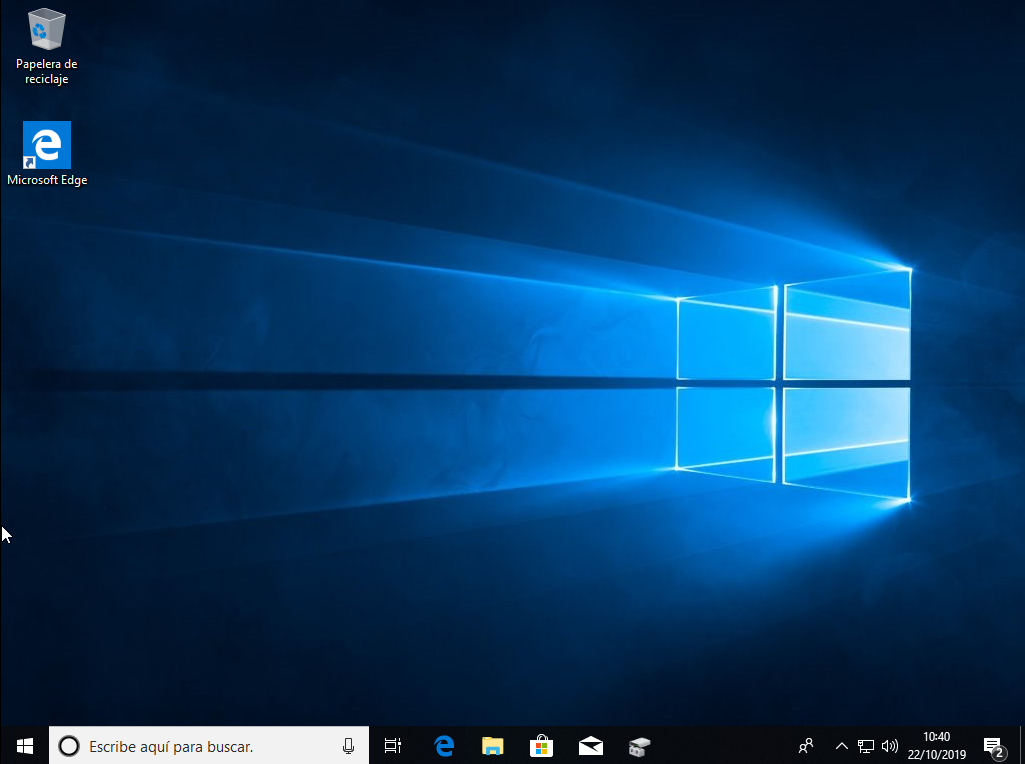 Papelera de
reciclaje
Microsoft Edge
Escribe aquí para buscar.
10:40
22/10/2019
2